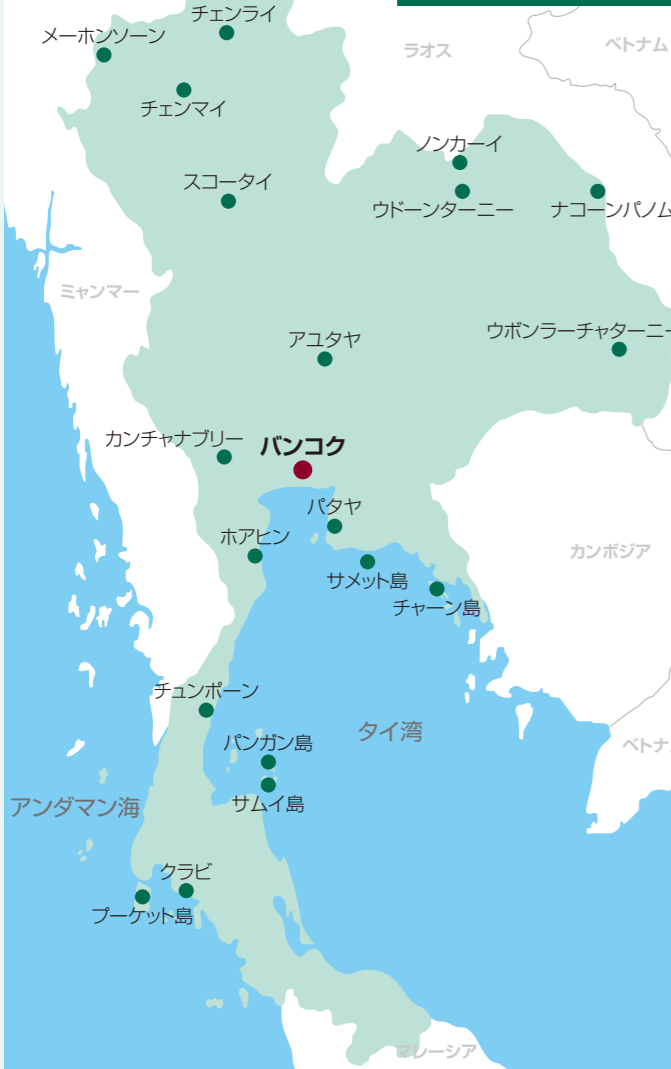 チェンライ
メーホンソーン
ラオス
ベトナム
チェンマイ
ノンカーイ
スコータイ
ウドーンターニー
ナコーンパノム
ミャンマー
アユタヤ
ウボンラーチャターニー
カンチャナブリー
バンコク
パタヤ
ホアヒン
カンボジア
サメット島
チャーン島
チュンポーン
タイ湾
パンガン島
ベトナ
アンダマン海
サムイ島
クラビ
プーケット島
マレーシア